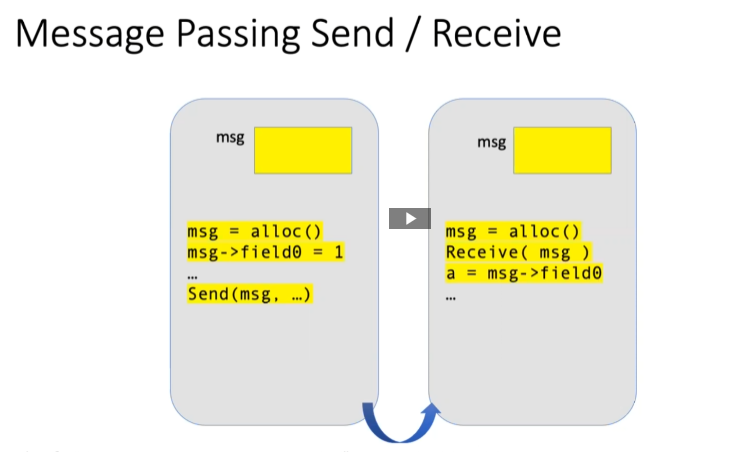 Message Passing Send / Receive
msg
msg = alloc()
msg->field0 = 1
…
Send(msg, …)
msg
msg = alloc()
Receive( msg )
a = msg->field0
…